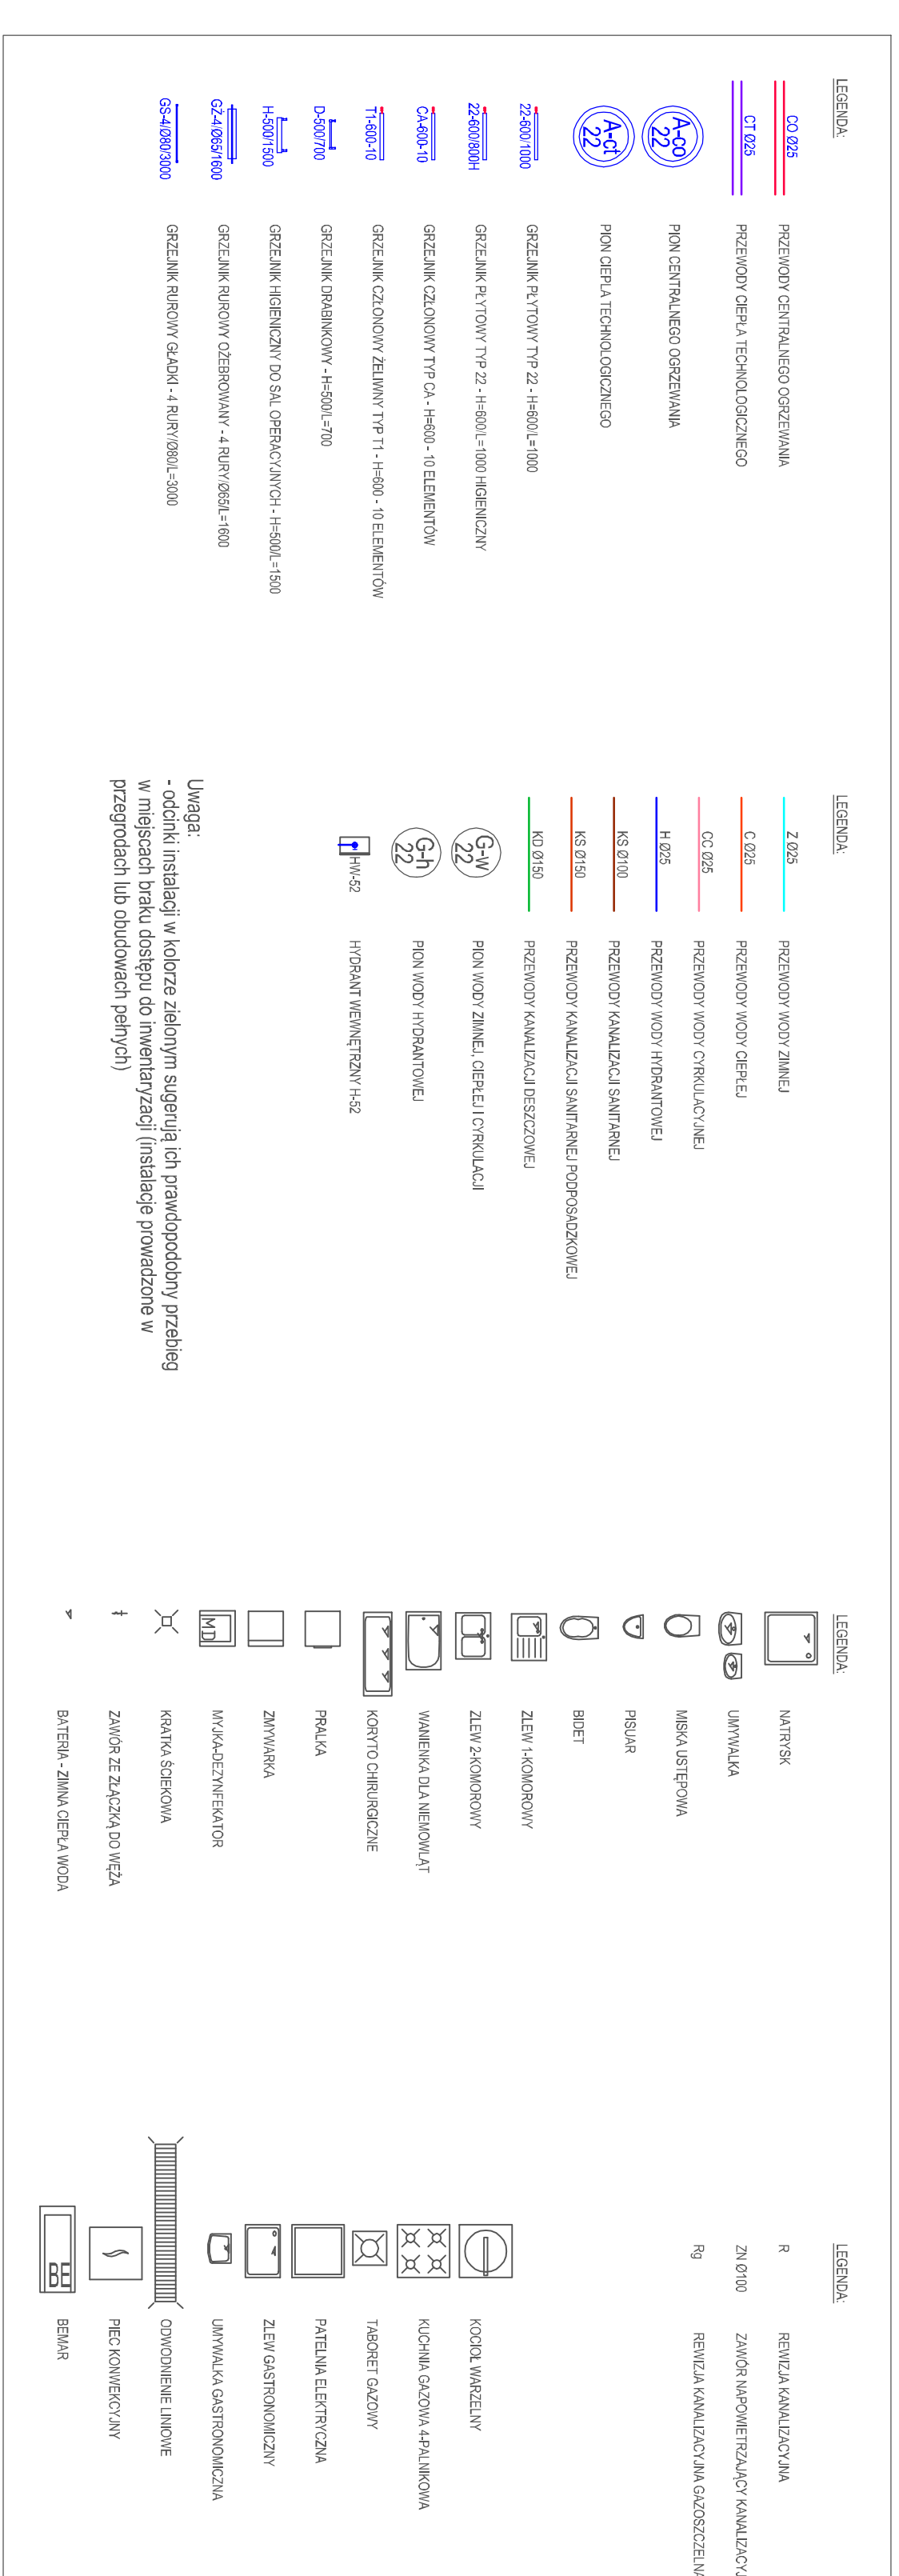 LEGENDA:
CO Ø25
PRZEWODY CENTRALNEGO OGRZEWANIA
CT Ø25
PRZEWODY CIEPŁA TECHNOLOGICZNEGO
A-co
22
PION CENTRALNEGO OGRZEWANIA
A-ct
22
PION CIEPLA TECHNOLOGICZNEGO
22-600/1000
GRZEJNIK PŁYTOWY TYP 22 - H=600/L=1000
22-600/800H
GRZEJNIK PŁYTOWY TYP 22 - H=600/L=1000 HIGIENICZNY
CA-600-10
GRZEJNIK CZŁONOWY TYP CA - H=600 - 10 ELEMENTÓW
T1-600-10
GRZEJNIK CZŁONOWY ŻELIWNY TYP T1 - H=600 - 10 ELEMENTÓW
D-500/700
GRZEJNIK DRABINKOWY - H=500/L=700
H-500/1500
GRZEJNIK HIGIENICZNY DO SAL OPERACYJNYCH - H=500/L=1500
GŻ-4/Ø65/1600
GRZEJNIK RUROWY OŻEBROWANY - 4 RURY/Ø65/L=1600
GS-4/Ø80/3000
GRZEJNIK RUROWY GŁADKI - 4 RURY/Ø80/L=3000
LEGENDA:
Z Ø25
PRZEWODY WODY ZIMNEJ
C Ø25
PRZEWODY WODY CIEPŁEJ
CC Ø25
PRZEWODY WODY CYRKULACYJNEJ
H Ø25
PRZEWODY WODY HYDRANTOWEJ
KS Ø100
PRZEWODY KANALIZACJI SANITARNEJ
KS Ø150
PRZEWODY KANALIZACJI SANITARNEJ PODPOSADZKOWEJ
KD Ø150
PRZEWODY KANALIZACJI DESZCZOWEJ
G-w
22
PION WODY ZIMNEJ, CIEPŁEJ I CYRKULACJI
G-h
22
PION WODY HYDRANTOWEJ
HW-52
HYDRANT WEWNĘTRZNY H-52
Uwaga:
- odcinki instalacji w kolorze zielonym sugerują ich prawdopodobny przebieg
w miejscach braku dostępu do inwentaryzacji (instalacje prowadzone w
przegrodach lub obudowach pełnych)
LEGENDA:
NATRYSK
UMYWALKA
MISKA USTĘPOWA
PISUAR
BIDET
ZLEW 1-KOMOROWY
ZLEW 2-KOMOROWY
WANIENKA DLA NIEMOWLĄT
KORYTO CHIRURGICZNE
PRALKA
ZMYWARKA
MD
MYJKA-DEZYNFEKATOR
KRATKA ŚCIEKOWA
ZAWÓR ZE ZŁĄCZKĄ DO WĘŻA
BATERIA - ZIMNA CIEPŁA WODA
LEGENDA:
R
REWIZJA KANALIZACYJNA
ZN Ø100
ZAWÓR NAPOWIETRZAJĄCY
Rg
REWIZJA KANALIZACYJNA GAZOSZCZELNA
KOCIOŁ WARZELNY
KUCHNIA GAZOWA 4-PALNIKOWA
TABORET GAZOWY
PATELNIA ELEKTRYCZNA
ZLEW GASTRONOMICZNY
UMYWALKA GASTRONOMICZNA
ODWODNIENIE LINIOWE
PIEC KONWEKCYJNY
BE
BEMAR